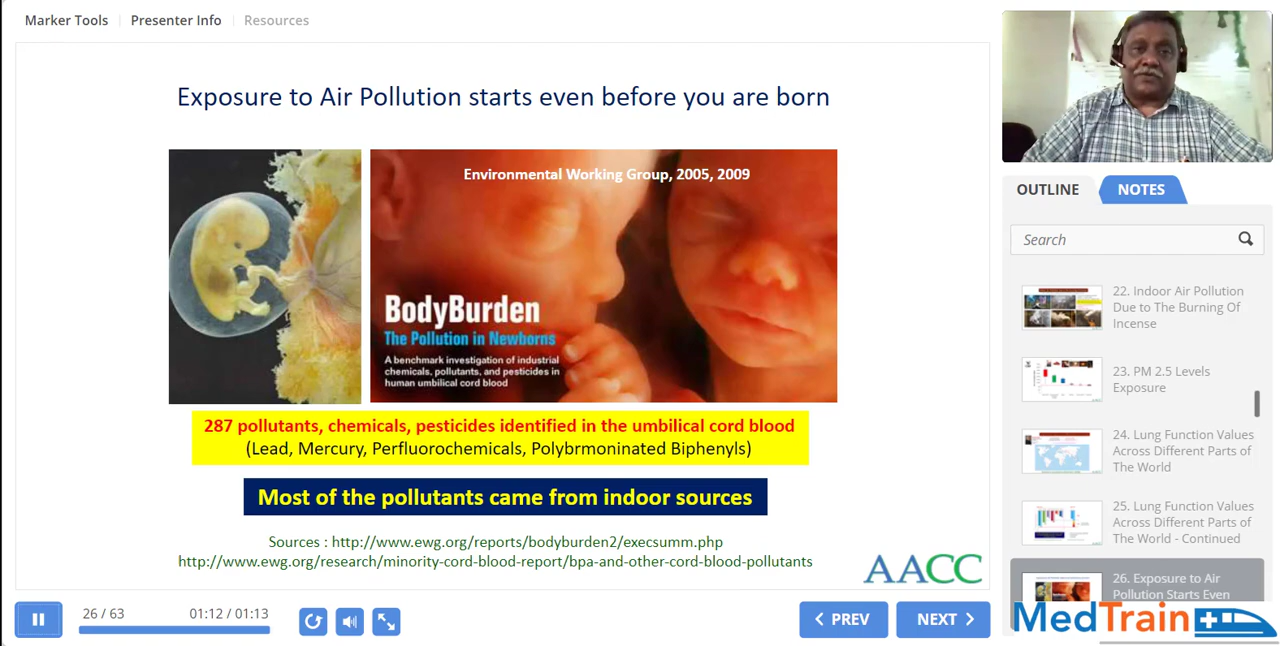 Marker Tools
Presenter Info
Resources
Exposure to Air Pollution starts even before you are born
Environmental Working Group, 2005, 2009
BodyBurden
The Pollution in Newborns
A benchmark investigation of industrial
chemicals, pollutants, and pesticides in
human umbilical cord blood
287 pollutants, chemicals, pesticides identified in the umbilical cord blood
(Lead, Mercury, Perfluorochemicals, Polybrmoninated Biphenyls)
Most of the pollutants came from indoor sources
Sources : http://www.ewg.org/reports/bodyburden2/execsumm.php
http://www.ewg.org/research/minority-cord-blood-report/bpa-and-other-cord-blood-pollutants
AACC
26 / 63
01:12 / 01:13
PREV
NEXT
OUTLINE
NOTES
Search
22. Indoor Air Pollution
Due to The Burning Of
Incense
23. PM 2.5 Levels
Exposure
24. Lung Function Values
Across Different Parts of
The World
25. Lung Function Values
Across Different Parts of
The World - Continued
26. Exposure to Air
Pollution Starts Even
MedTrain